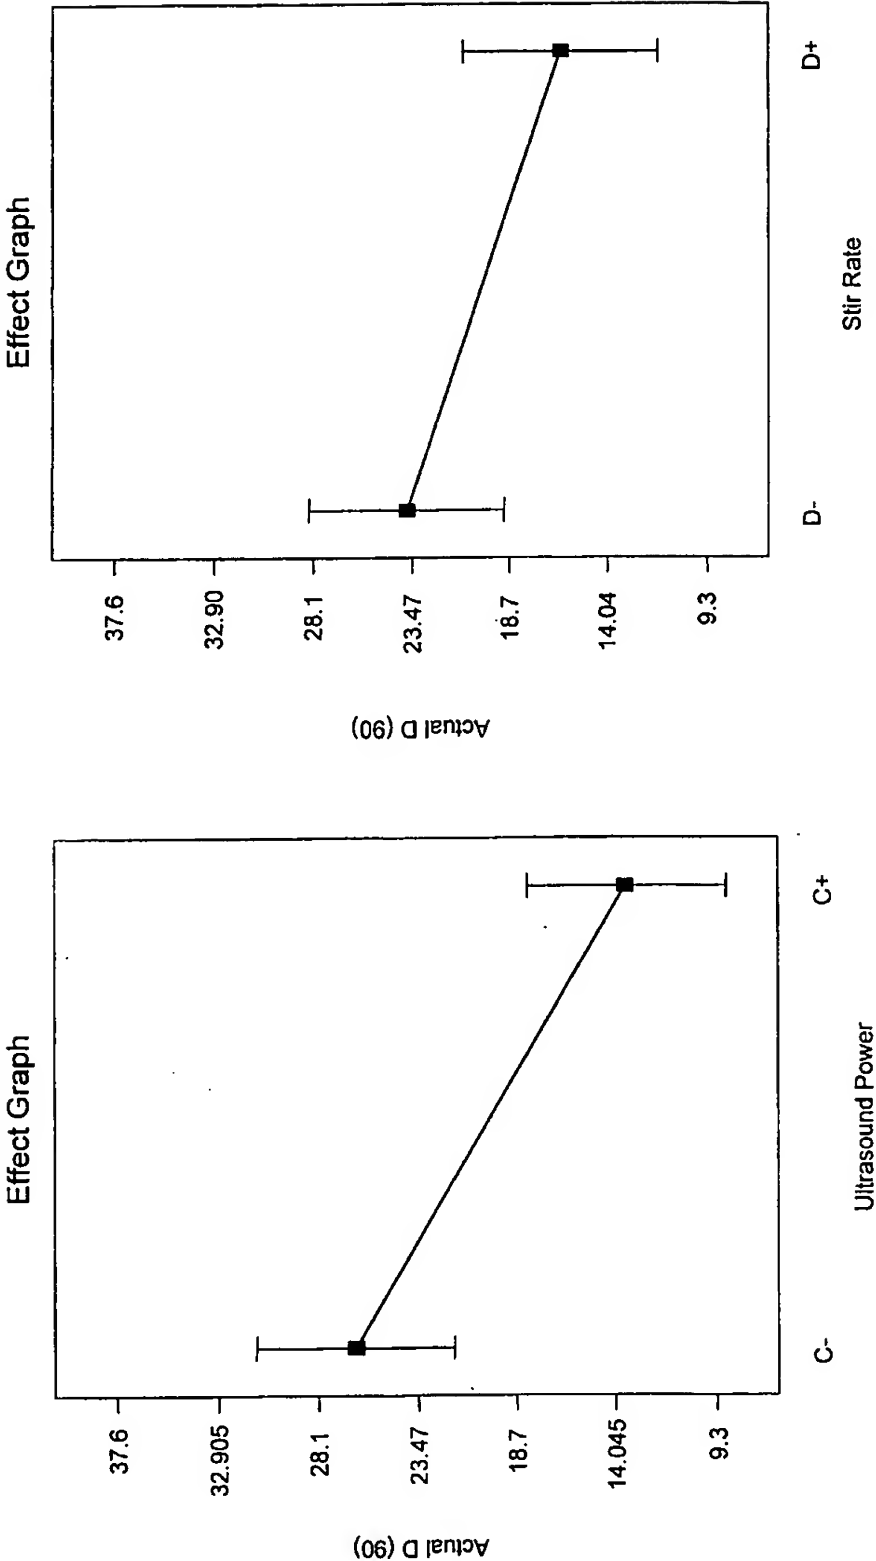 Effect Graph
Actual D (90)
37.6
32.905
28.1
23.47
18.7
14.045
9.3
C-
C+
Ultrasound Power
Effect Graph
Actual D (90)
37.6
32.90
28.1
23.47
18.7
14.04
9.3
D-
D+
Stir Rate